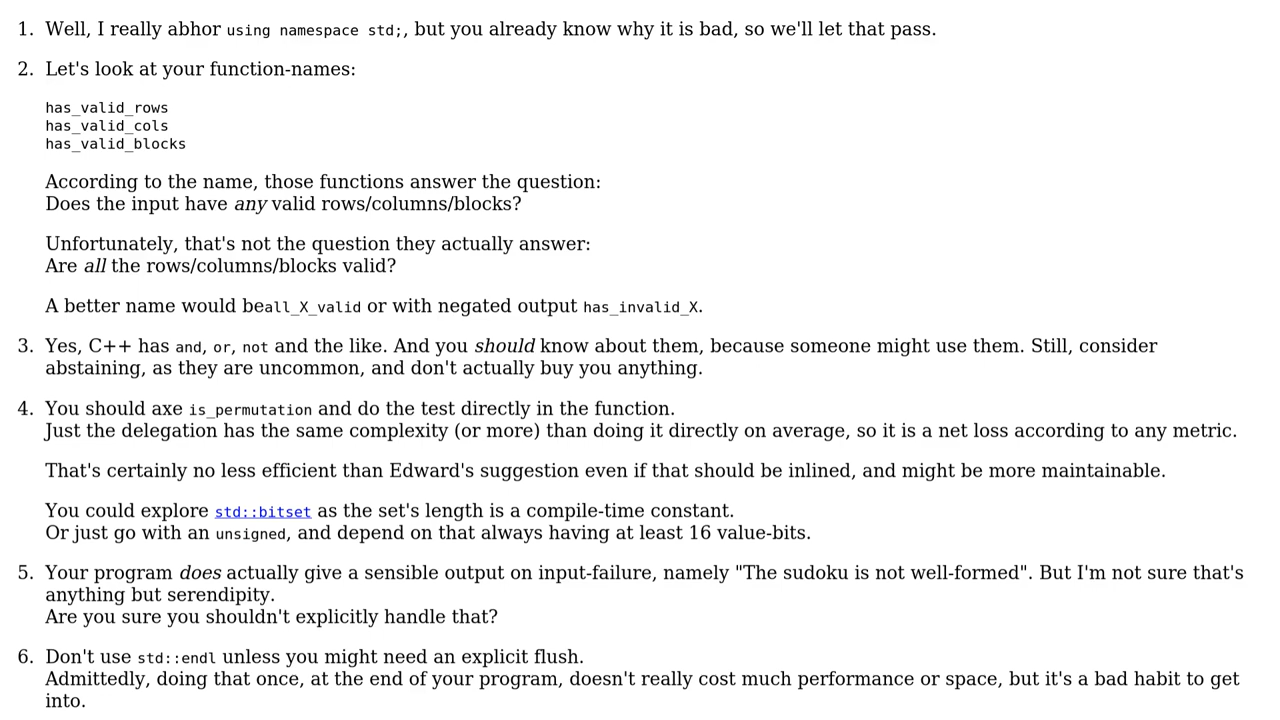 1. Well, I really abhor using namespace std;, but you already know why it is bad, so we'll let that pass.
2. Let's look at your function-names:
has_valid_rows
has_valid_cols
has_valid_blocks
According to the name, those functions answer the question:
Does the input have any valid rows/columns/blocks?
Unfortunately, that's not the question they actually answer:
Are all the rows/columns/blocks valid?
A better name would beall_X_valid or with negated output has_invalid_X.
3. Yes, C++ has and, or, not and the like. And you should know about them, because someone might use them. Still, consider
abstaining, as they are uncommon, and don't actually buy you anything.
4. You should axe is_permutation and do the test directly in the function.
Just the delegation has the same complexity (or more) than doing it directly on average, so it is a net loss according to any metric.
That's certainly no less efficient than Edward's suggestion even if that should be inlined, and might be more maintainable.
You could explore std::bitset as the set's length is a compile-time constant.
Or just go with an unsigned, and depend on that always having at least 16 value-bits.
5. Your program does actually give a sensible output on input-failure, namely "The sudoku is not well-formed". But I'm not sure that's
anything but serendipity.
Are you sure you shouldn't explicitly handle that?
6. Don't use std::endl unless you might need an explicit flush.
Admittedly, doing that once, at the end of your program, doesn't really cost much performance or space, but it's a bad habit to get
into.